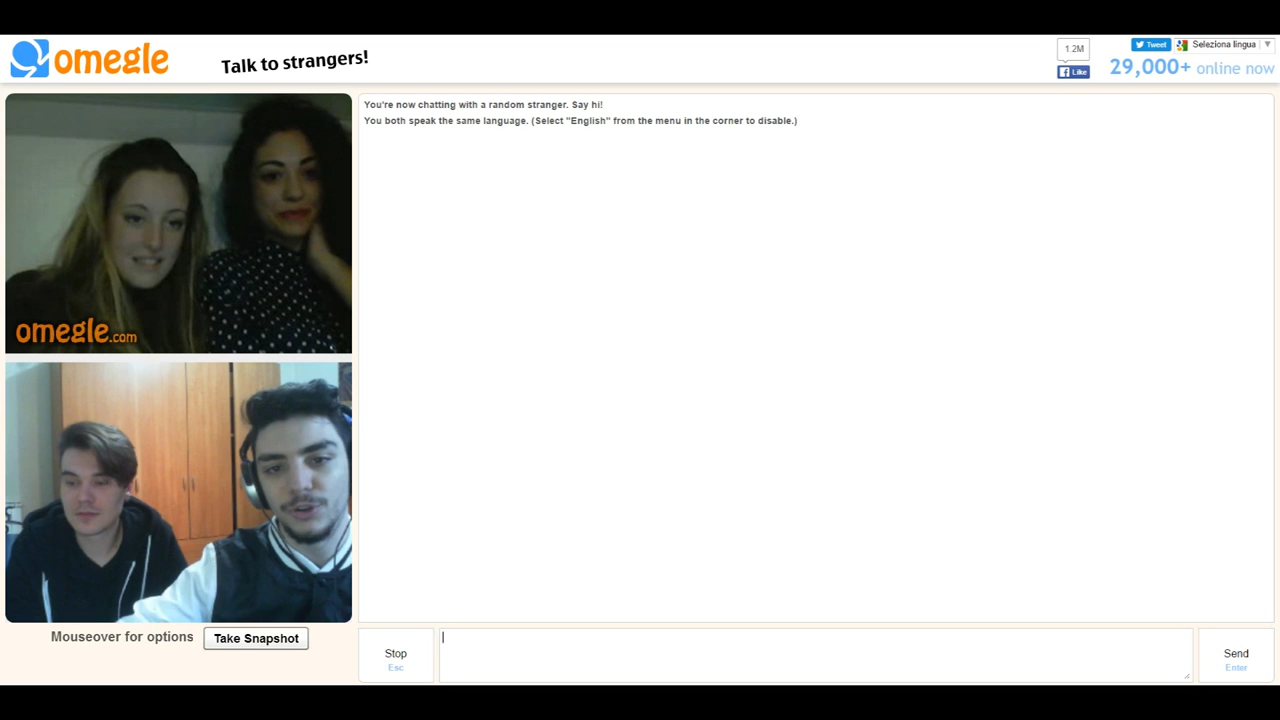 omegle
Talk to strangers!
1.2M
Like
Tweet
Seleziona lingua ▼
29,000+ online now
You're now chatting with a random stranger. Say hi!
You both speak the same language. (Select "English" from the menu in the corner to disable.)
omegle.com
Mouseover for options
Take Snapshot
Stop
Esc
Send
Enter